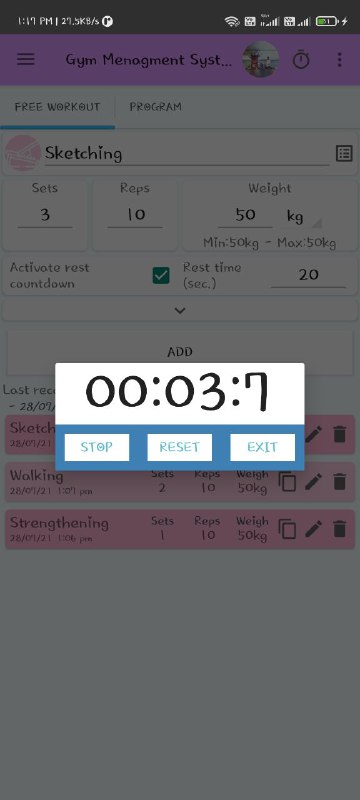 1:17 PM | 27.5KB/s
Gym Menagment Syst...
FREE WORKOUT PROGRAM
Sketching
Sets Reps Weight
3 10 50 kg
Min:50kg - Max:50kg
Activate rest countdown Rest time (sec.) 20
ADD
Last reco
- 28/07/
00:03:7
STOP RESET EXIT
Sketch
28/07/21
Walking Sets Reps Weigh
28/07/21 1:07 pm 2 10 50kg
Strengthening Sets Reps Weigh
28/07/21 1:06 pm 1 10 50kg